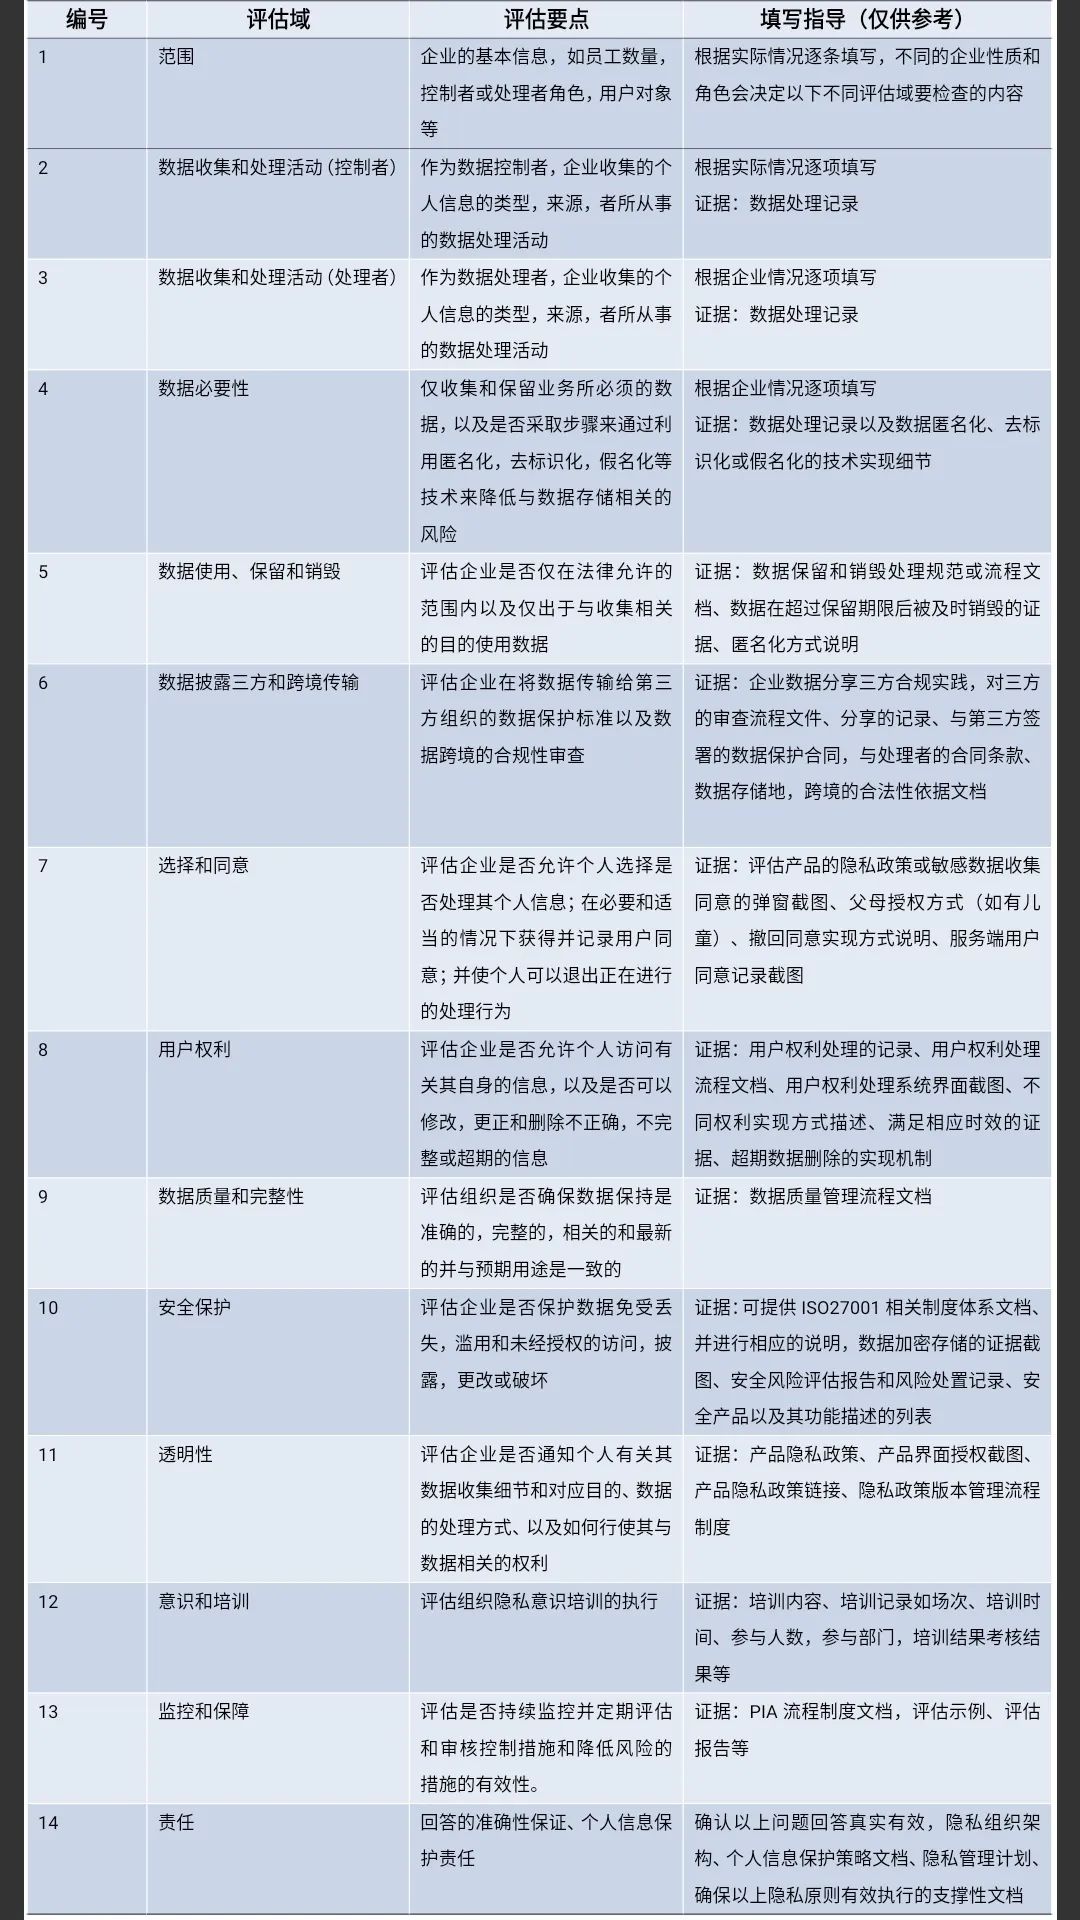 编号 评估域 评估要点 填写指导（仅供参考）
1 范围 企业的基本信息，如员工数量，
控制者或处理者角色，用户对象
等
根据实际情况逐条填写，不同的企业性质和
角色会决定以下不同评估域要检查的内容
2 数据收集和处理活动（控制者） 作为数据控制者，企业收集的个
人信息的类型，来源，者所从事
的数据处理活动
根据实际情况逐项填写
证据：数据处理记录
3 数据收集和处理活动（处理者） 作为数据处理者，企业收集的个
人信息的类型，来源，者所从事
的数据处理活动
根据企业情况逐项填写
证据：数据处理记录
4 数据必要性 仅收集和保留业务所必须的数
据，以及是否采取步骤来通过利
用匿名化，去标识化，假名化等
技术来降低与数据存储相关的
风险
根据企业情况逐项填写
证据：数据处理记录以及数据匿名化、去标
识化或假名化的技术实现细节
5 数据使用、保留和销毁 评估企业是否仅在法律允许的
范围内以及仅出于与收集相关
的目的使用数据
证据：数据保留和销毁处理规范或流程文
档、数据在超过保留期限后被及时销毁的证
据、匿名化方式说明
6 数据披露三方和跨境传输 评估企业在将数据传输给第三
方组织的数据保护标准以及数
据跨境的合规性审查
证据：企业数据分享三方合规实践，对三方
的审查流程文件、分享的记录、与第三方签
署的数据保护合同，与处理者的合同条款、
数据存储地，跨境的合法性依据文档
7 选择和同意 评估企业是否允许个人选择是
否处理其个人信息；在必要和适
当的情况下获得并记录用户同
意；并使个人可以退出正在进行
的处理行为
证据：评估产品的隐私政策或敏感数据收集
同意的弹窗截图、父母授权方式（如有儿
童）、撤回同意实现方式说明、服务端用户
同意记录截图
8 用户权利 评估企业是否允许个人访问有
关其自身的信息，以及是否可以
修改，更正和删除不正确，不完
整或超期的信息
证据：用户权利处理的记录、用户权利处理
流程文档、用户权利处理系统界面截图、不
同权利实现方式描述、满足相应时效的证
据、超期数据删除的实现机制
9 数据质量和完整性 评估组织是否确保数据保持是
准确的，完整的，相关的和最新
的并与预期用途是一致的
证据：数据质量管理流程文档
10 安全保护 评估企业是否保护数据免受丢
失，滥用和未经授权的访问，披
露，更改或破坏
证据：可提供 ISO27001 相关制度体系文档、
并进行相应的说明，数据加密存储的证据截
图、安全风险评估报告和风险处置记录、安
全产品以及其功能描述的列表
11 透明性 评估企业是否通知个人有关其
数据收集细节和对应目的、数据
的处理方式、以及如何行使其与
数据相关的权利
证据：产品隐私政策、产品界面授权截图、
产品隐私政策链接、隐私政策版本管理流程
制度
12 意识和培训 评估组织隐私意识培训的执行
证据：培训内容、培训记录如场次、培训时
间、参与人数，参与部门，培训结果考核结
果等
13 监控和保障 评估是否持续监控并定期评估
和审核控制措施和降低风险的
措施的有效性。
证据：PIA 流程制度文档，评估示例、评估
报告等
14 责任 回答的准确性保证、个人信息保
护责任
确认以上问题回答真实有效，隐私组织架
构、个人信息保护策略文档、隐私管理计划、
确保以上隐私原则有效执行的支撑性文档